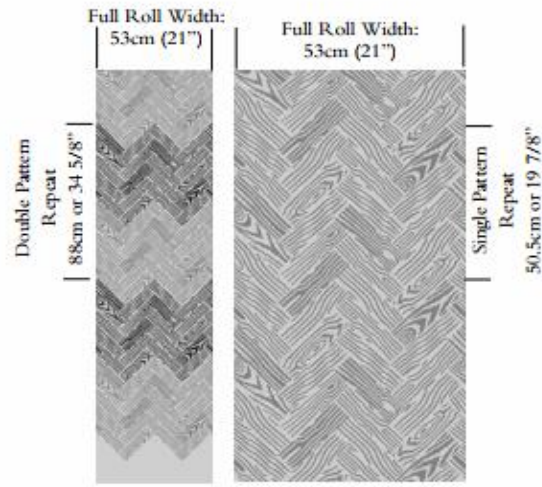 Full Roll Width:
53cm (21”)
Full Roll Width:
53cm (21”)
Double Pattern
Repeat
88cm or 34 5/8"
Single Pattern
Repeat
50.5cm or 19 7/8"